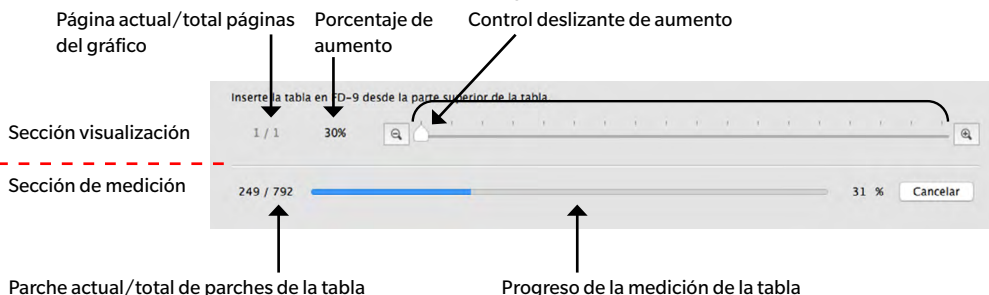 Página actual/total páginas
del gráfico
Porcentaje de
aumento
Control deslizante de aumento
Inserte la tabla en FD-9 desde la parte superior de la tabla
Sección visualización
1 / 1
30%
Sección de medición
249 / 792
31 %
Cancelar
Parche actual/total de parches de la tabla
Progreso de la medición de la tabla